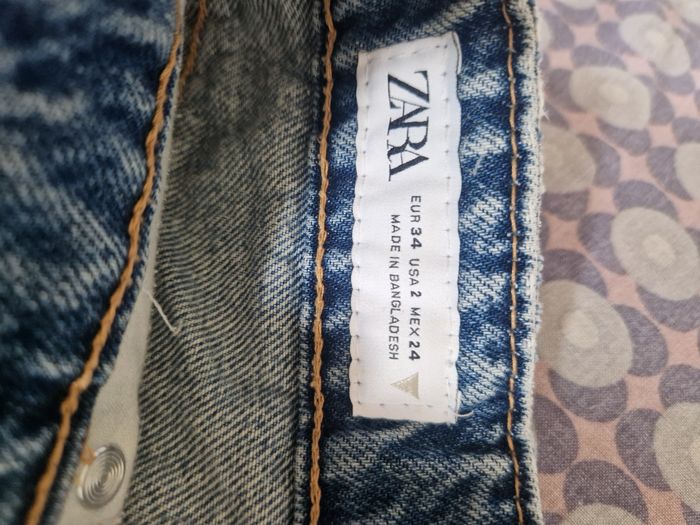 ZARA
EUR 34 USA 2 MEX 24
MADE IN BANGLADESH